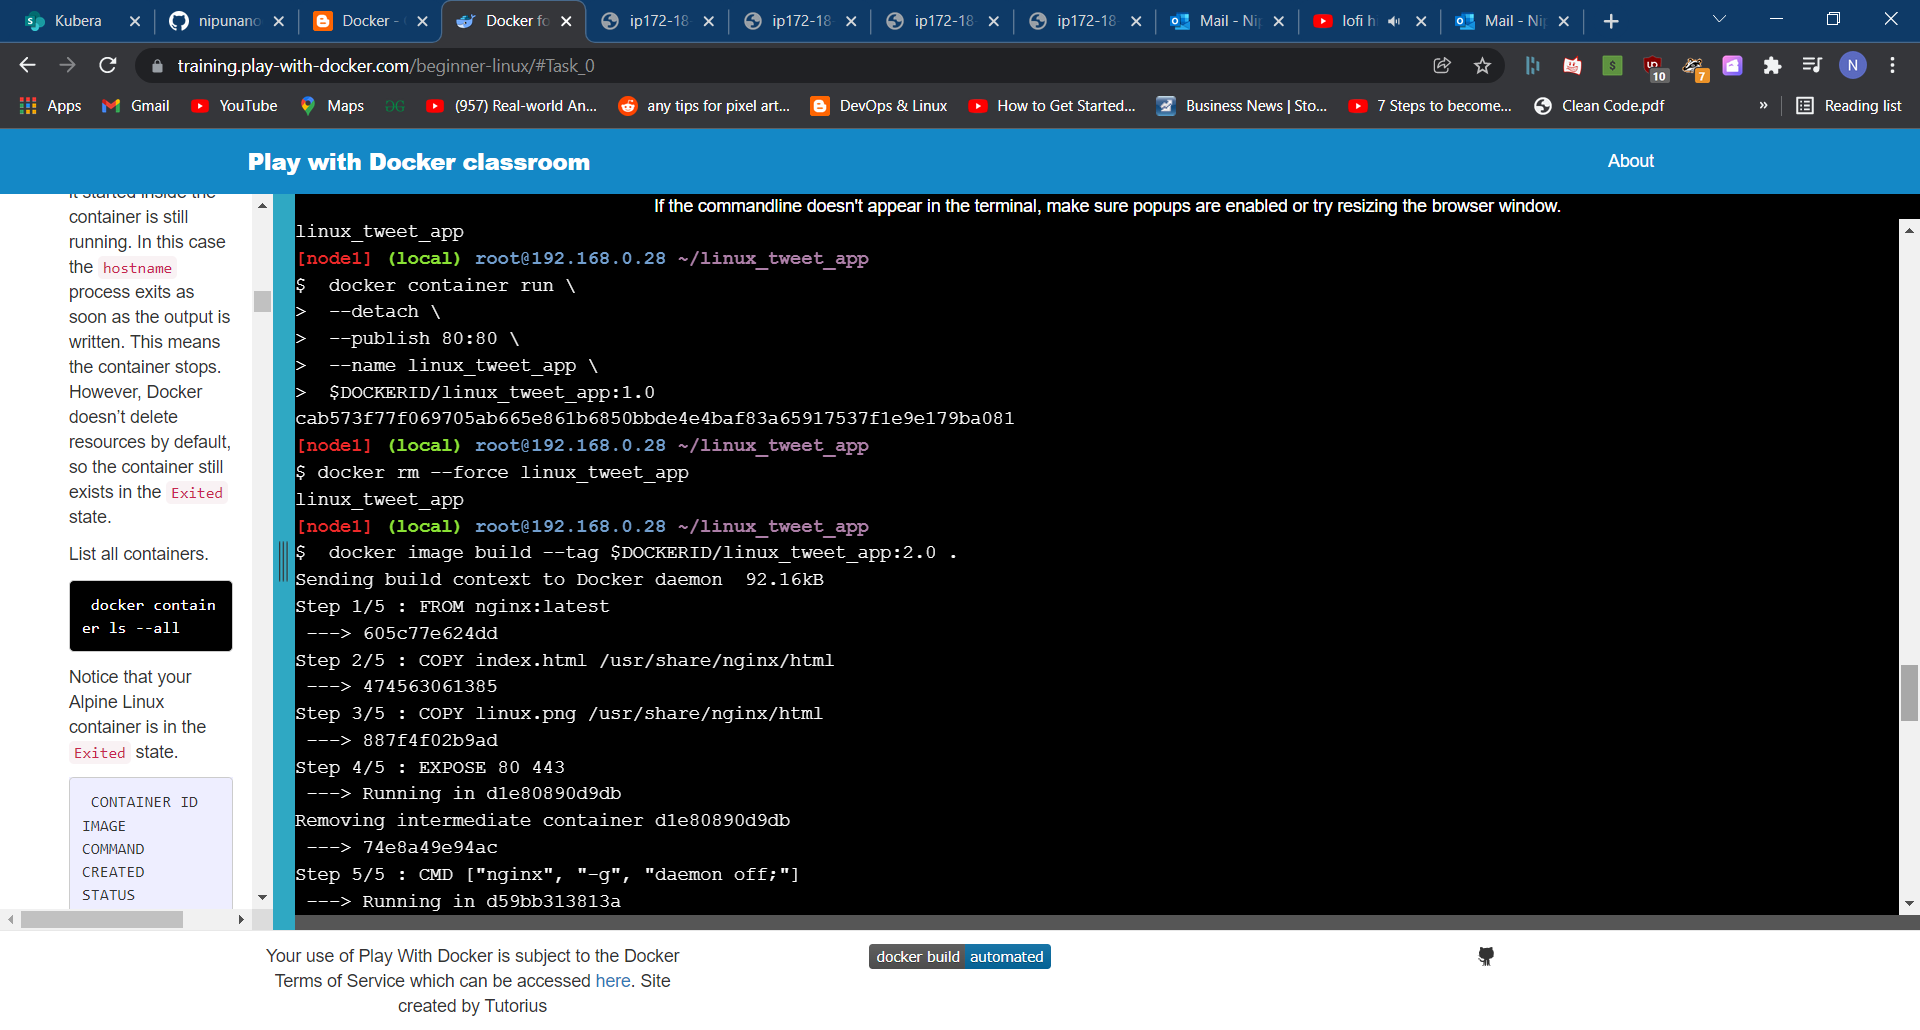 Kubera
nipunano
Docker -
Docker fo
ip172-18-
ip172-18-
ip172-18
ip172-18-
Mail - Nip
lofi hi
Mail - Nip
training.play-with-docker.com/beginner-linux/#Task_0
10
7
N
Apps
Gmail
YouTube
Maps
(957) Real-world An...
any tips for pixel art...
DevOps & Linux
How to Get Started...
Business News | Sto...
7 Steps to become...
Clean Code.pdf
»
Reading list
Play with Docker classroom
About
it started inside the
container is still
running. In this case
the hostname
process exits as
soon as the output is
written. This means
the container stops.
However, Docker
doesn’t delete
resources by default,
so the container still
exists in the Exited
state.
List all containers.
docker contain
er ls --all
Notice that your
Alpine Linux
container is in the
Exited state.
CONTAINER ID
IMAGE
COMMAND
CREATED
STATUS
If the commandline doesn't appear in the terminal, make sure popups are enabled or try resizing the browser window.
linux_tweet_app
[node1] (local) root@192.168.0.28 ~/linux_tweet_app
$  docker container run \
>  --detach \
>  --publish 80:80 \
>  --name linux_tweet_app \
>  $DOCKERID/linux_tweet_app:1.0
cab573f77f069705ab665e861b6850bbde4e4baf83a65917537f1e9e179ba081
[node1] (local) root@192.168.0.28 ~/linux_tweet_app
$ docker rm --force linux_tweet_app
linux_tweet_app
[node1] (local) root@192.168.0.28 ~/linux_tweet_app
$  docker image build --tag $DOCKERID/linux_tweet_app:2.0 .
Sending build context to Docker daemon  92.16kB
Step 1/5 : FROM nginx:latest
---> 605c77e624dd
Step 2/5 : COPY index.html /usr/share/nginx/html
---> 474563061385
Step 3/5 : COPY linux.png /usr/share/nginx/html
---> 887f4f02b9ad
Step 4/5 : EXPOSE 80 443
---> Running in d1e80890d9db
Removing intermediate container d1e80890d9db
---> 74e8a49e94ac
Step 5/5 : CMD ["nginx", "-g", "daemon off;"]
---> Running in d59bb313813a
Your use of Play With Docker is subject to the Docker
Terms of Service which can be accessed here. Site
created by Tutorius
docker build automated